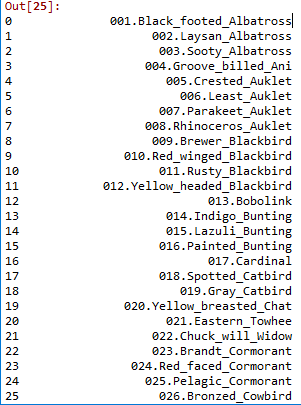 Out[25]:
0 001.Black_footed_Albatross
1 002.Laysan_Albatross
2 003.Sooty_Albatross
3 004.Groove_billed_Ani
4 005.Crested_Auklet
5 006.Least_Auklet
6 007.Parakeet_Auklet
7 008.Rhinoceros_Auklet
8 009.Brewer_Blackbird
9 010.Red_winged_Blackbird
10 011.Rusty_Blackbird
11 012.Yellow_headed_Blackbird
12 013.Bobolink
13 014.Indigo_Bunting
14 015.Lazuli_Bunting
15 016.Painted_Bunting
16 017.Cardinal
17 018.Spotted_Catbird
18 019.Gray_Catbird
19 020.Yellow_breasted_Chat
20 021.Eastern_Towhee
21 022.Chuck_will_Widow
22 023.Brandt_Cormorant
23 024.Red_faced_Cormorant
24 025.Pelagic_Cormorant
25 026.Bronzed_Cowbird